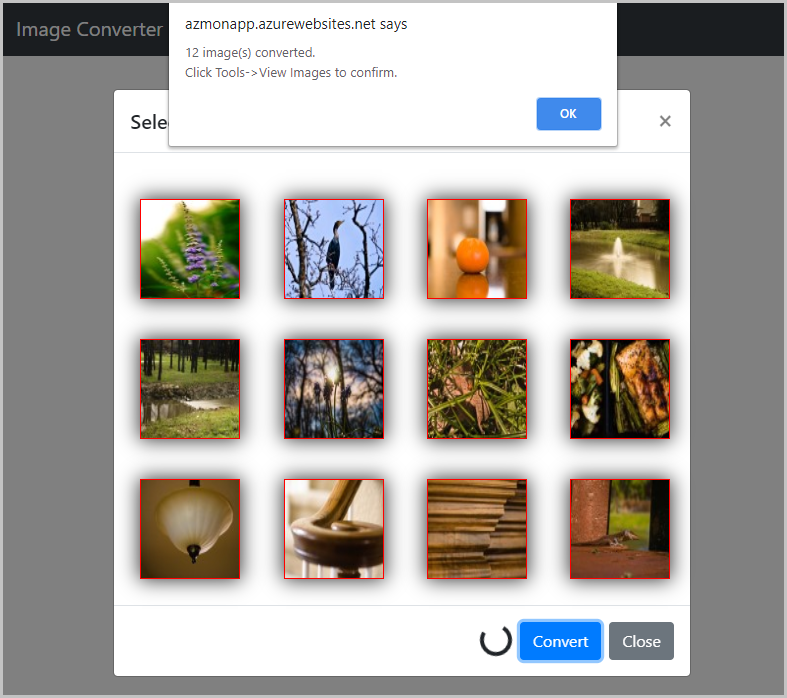 Image Converter
azmonapp.azurewebsites.net says
12 image(s) converted.
Click Tools->View Images to confirm.
OK
Sele
×
Convert
Close